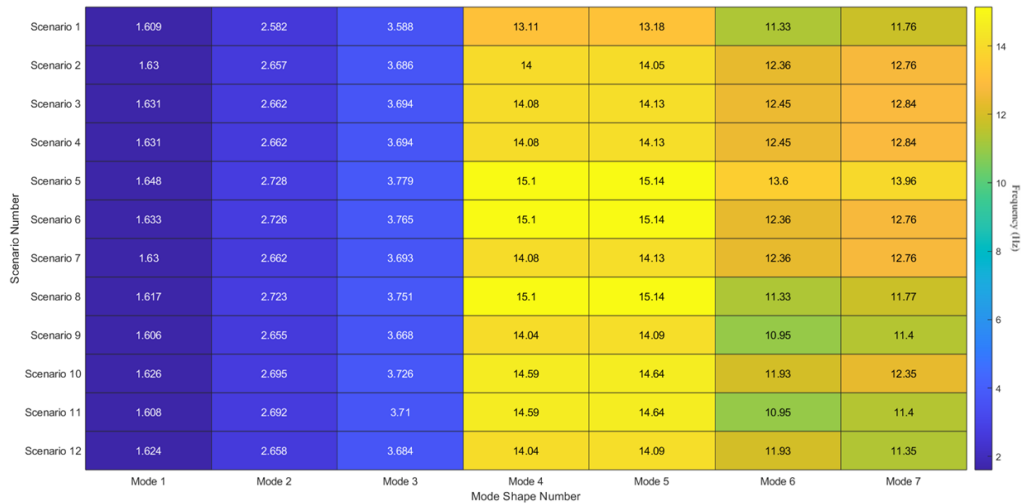 Scenario 1 1.609 2.582 3.588 13.11 13.18 11.33 11.76
Scenario 2 1.63 2.657 3.686 14 14.05 12.36 12.76
Scenario 3 1.631 2.662 3.694 14.08 14.13 12.45 12.84
Scenario 4 1.631 2.662 3.694 14.08 14.13 12.45 12.84
Scenario 5 1.648 2.728 3.779 15.1 15.14 13.6 13.96
Scenario 6 1.633 2.726 3.765 15.1 15.14 12.36 12.76
Scenario 7 1.63 2.662 3.693 14.08 14.13 12.36 12.76
Scenario 8 1.617 2.723 3.751 15.1 15.14 11.33 11.77
Scenario 9 1.606 2.655 3.668 14.04 14.09 10.95 11.4
Scenario 10 1.626 2.695 3.726 14.59 14.64 11.93 12.35
Scenario 11 1.608 2.692 3.71 14.59 14.64 10.95 11.4
Scenario 12 1.624 2.658 3.684 14.04 14.09 11.93 11.35
Mode 1 Mode 2 Mode 3 Mode 4 Mode 5 Mode 6 Mode 7
Mode Shape Number
Scenario Number
14
12
10
8
6
4
2
Frequency (Hz)